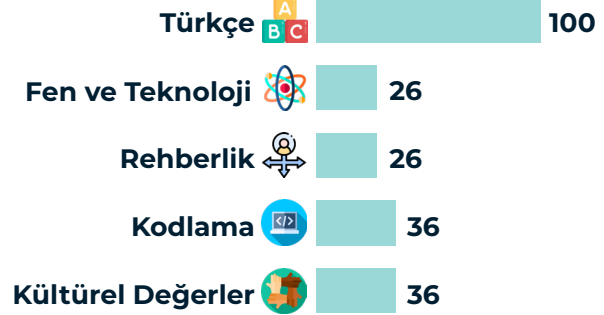 Türkçe A B C 100
Fen ve Teknoloji 26
Rehberlik 26
Kodlama </> 36
Kültürel Değerler 36